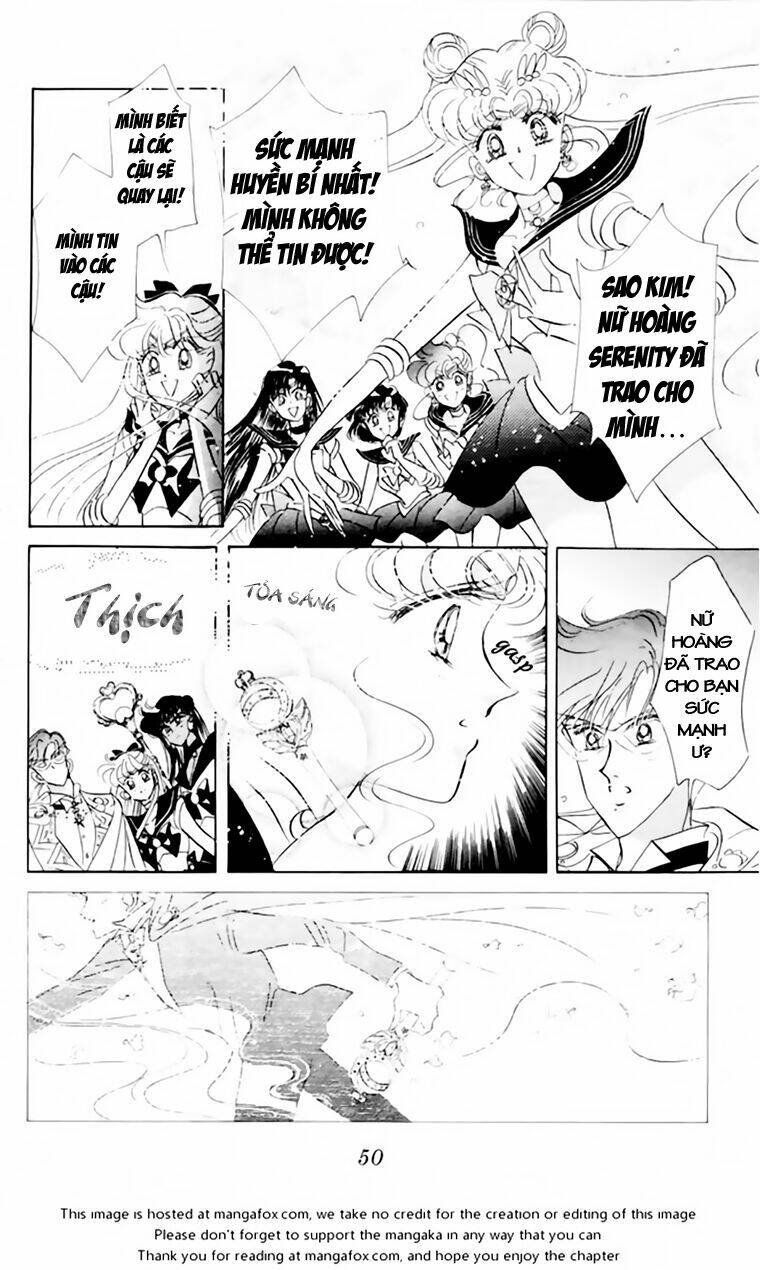 SAO KIM!
NỮ HOÀNG
SERENITY ĐÃ
TRAO CHO
MÌNH...
SỨC MẠNH
HUYỀN BÍ NHẤT!
MÌNH KHÔNG
THỂ TIN ĐƯỢC!
MÌNH BIẾT
LÀ CÁC
CẬU SẼ
QUAY LẠI!
MÌNH TIN
VÀO CÁC
CẬU!
NỮ
HOÀNG
ĐÃ TRAO
CHO BẠN
SỨC
MẠNH
Ư?
gasp
TỎA SÁNG
Thịch
50
This image is hosted at mangafox.com, we take no credit for the creation or editing of this image
Please don't forget to support the mangaka in any way that you can
Thank you for reading at mangafox.com, and hope you enjoy the chapter